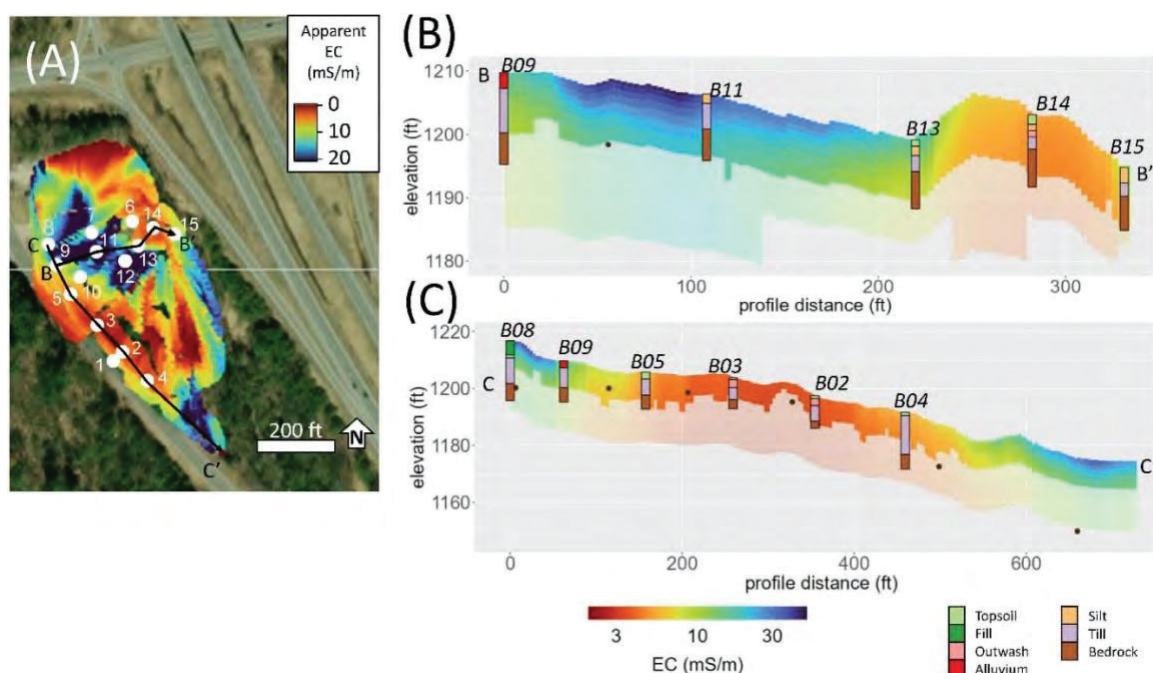 (A)
Apparent
EC
(mS/m)
0
10
20
6
7
14
8
15
C
11
B'
9
B
13
12
10
5
3
2
1
4
200 ft
N
C'
(B)
B
B09
B11
B13
B14
B15
B'
1210
1200
1190
1180
elevation (ft)
0
100
200
300
profile distance (ft)
(C)
B08
B09
B05
B03
B02
B04
C
C
1220
1200
1180
1160
elevation (ft)
0
200
400
600
profile distance (ft)
3
10
30
EC (mS/m)
Topsoil
Fill
Outwash
Alluvium
Silt
Till
Bedrock